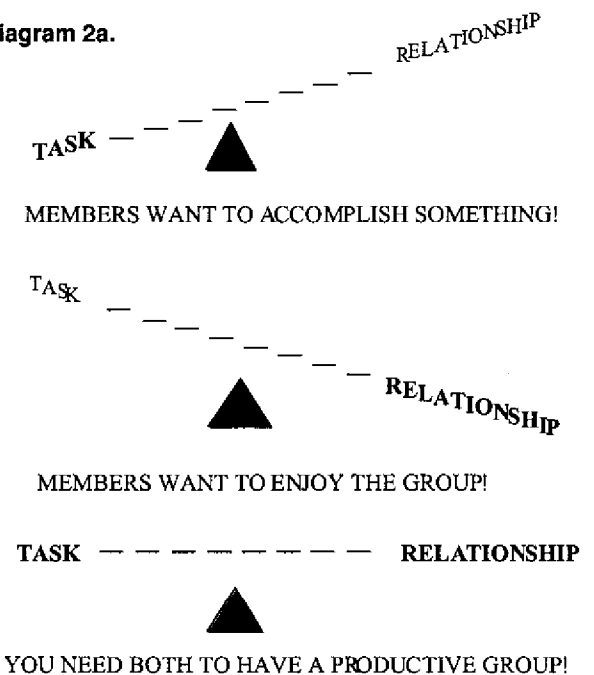 iagram 2a.
RELATIONSHIP
TASK
MEMBERS WANT TO ACCOMPLISH SOMETHING!
TASK
RELATIONSHIP
MEMBERS WANT TO ENJOY THE GROUP!
TASK RELATIONSHIP
YOU NEED BOTH TO HAVE A PRODUCTIVE GROUP!